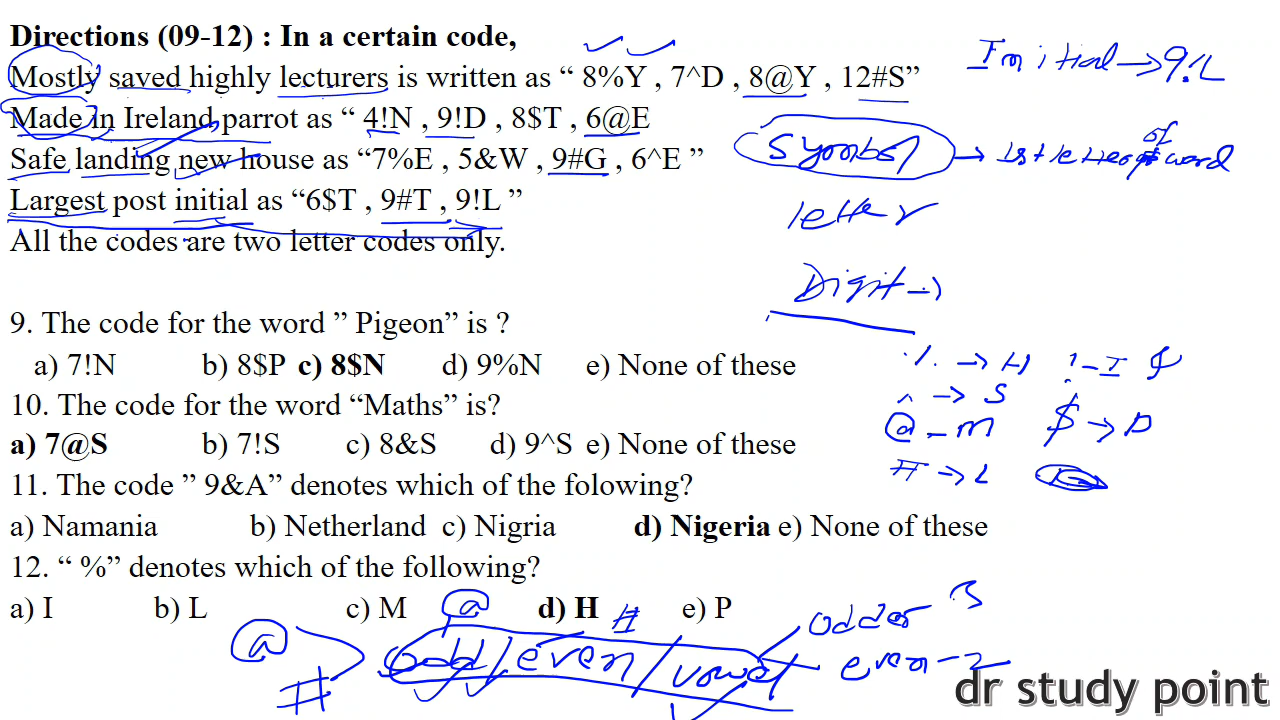 Directions (09-12) : In a certain code,
Mostly saved highly lecturers is written as “ 8%Y , 7^D , 8@Y , 12#S”
Made in Ireland parrot as “ 4!N , 9!D , 8$T , 6@E
Safe landing new house as “7%E , 5&W , 9#G , 6^E ”
Largest post initial as “6$T , 9#T , 9!L ”
All the codes are two letter codes only.
Initial → 9!L
Symbol → 1st letter of word
letter
Digit →
9. The code for the word ” Pigeon” is ?
a) 7!N b) 8$P c) 8$N d) 9%N e) None of these
10. The code for the word “Maths” is?
a) 7@S b) 7!S c) 8&S d) 9^S e) None of these
11. The code ” 9&A” denotes which of the folowing?
a) Namania b) Netherland c) Nigria d) Nigeria e) None of these
12. “ %” denotes which of the following?
a) I b) L c) M d) H e) P
% → H ! - I
^ → S
@ - M $ → P
# → L
@
@ #
# odd/even/vowel
even - 2
dr study point